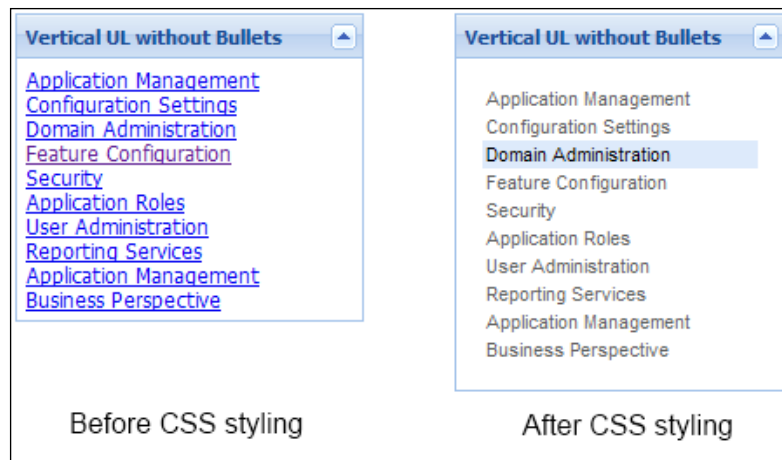 Vertical UL without Bullets
Application Management
Configuration Settings
Domain Administration
Feature Configuration
Security
Application Roles
User Administration
Reporting Services
Application Management
Business Perspective
Before CSS styling
Vertical UL without Bullets
Application Management
Configuration Settings
Domain Administration
Feature Configuration
Security
Application Roles
User Administration
Reporting Services
Application Management
Business Perspective
After CSS styling